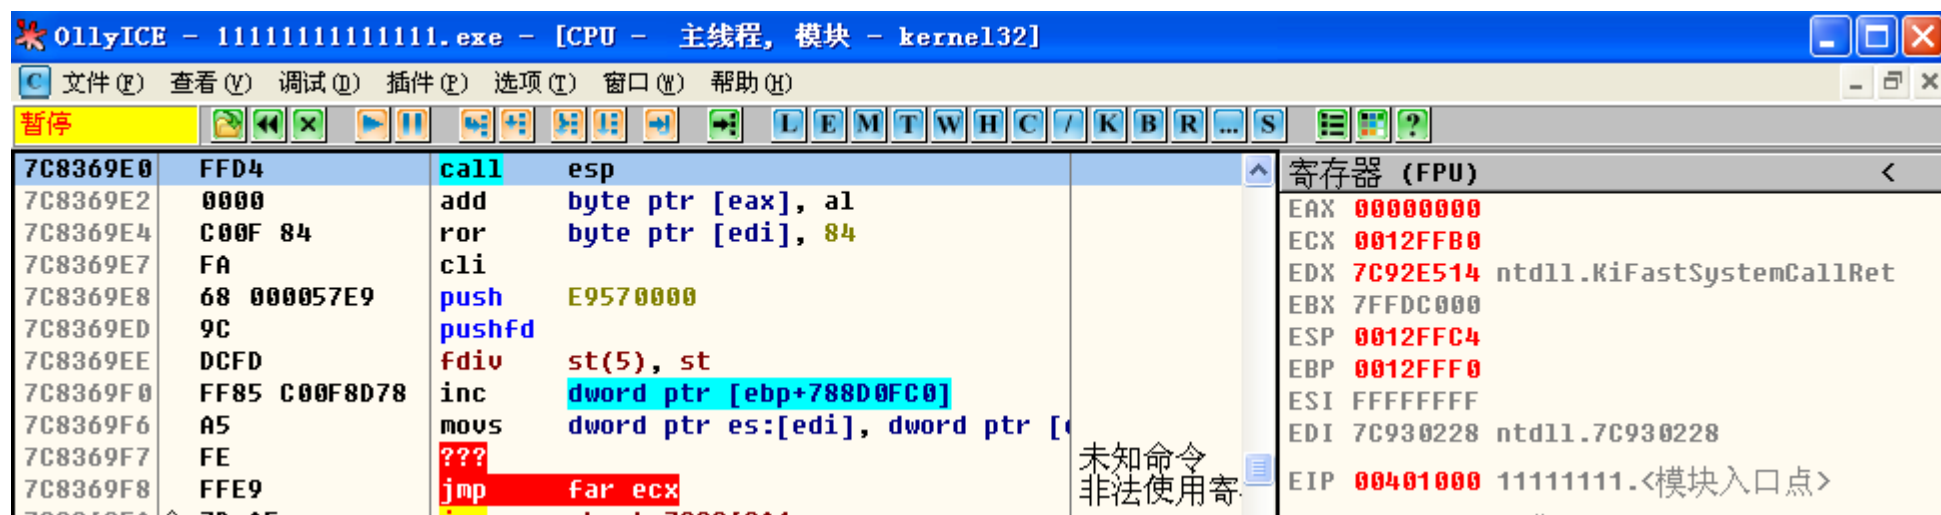 OllyICE - 11111111111111.exe - [CPU - 主线程, 模块 - kernel32]
C 文件(F) 查看(V) 调试(D) 插件(P) 选项(T) 窗口(W) 帮助(H)
暂停 L E M T W H C / K B R ... S ?
7C8369E0 FFD4 call esp 寄存器 (FPU) <
7C8369E2 0000 add byte ptr [eax], al EAX 00000000
7C8369E4 C00F 84 ror byte ptr [edi], 84 ECX 0012FFB0
7C8369E7 FA cli EDX 7C92E514 ntdll.KiFastSystemCallRet
7C8369E8 68 000057E9 push E9570000 EBX 7FFDC000
7C8369ED 9C pushfd ESP 0012FFC4
7C8369EE DCFD fdiv st(5), st EBP 0012FFF0
7C8369F0 FF85 C00F8D78 inc dword ptr [ebp+788D0FC0] ESI FFFFFFFF
7C8369F6 A5 movs dword ptr es:[edi], dword ptr [ EDI 7C930228 ntdll.7C930228
7C8369F7 FE ??? 未知命令
7C8369F8 FFE9 jmp far ecx 非法使用寄 EIP 00401000 11111111.<模块入口点>